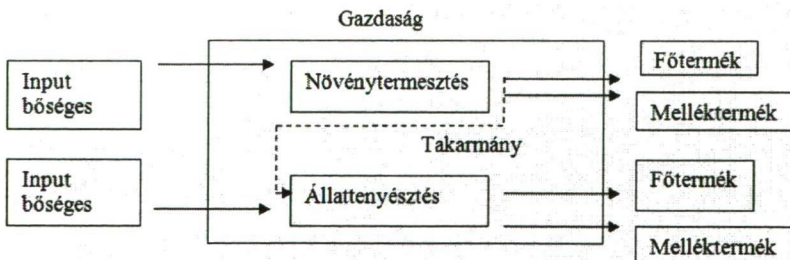 Gazdaság
Input
bőséges
Növénytermesztés
Főtermék
Melléktermék
Takarmány
Input
bőséges
Állattenyésztés
Főtermék
Melléktermék